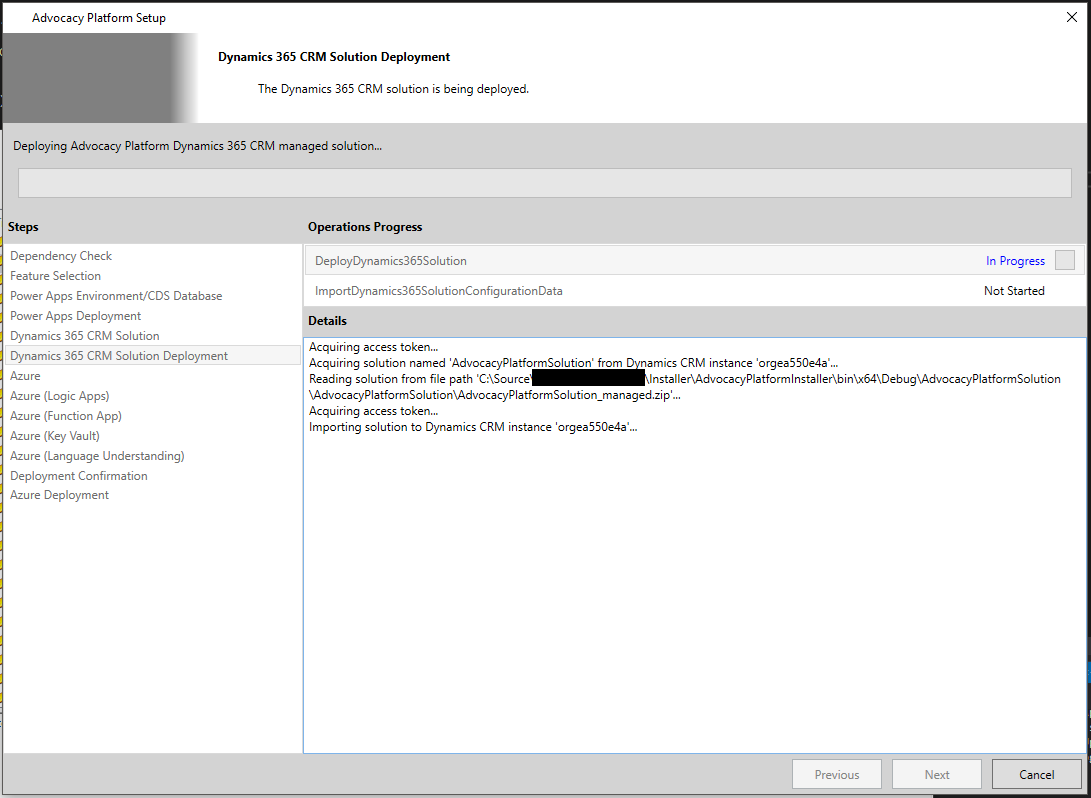 Advocacy Platform Setup
Dynamics 365 CRM Solution Deployment
The Dynamics 365 CRM solution is being deployed.
Deploying Advocacy Platform Dynamics 365 CRM managed solution...
Steps
Dependency Check
Feature Selection
Power Apps Environment/CDS Database
Power Apps Deployment
Dynamics 365 CRM Solution
Dynamics 365 CRM Solution Deployment
Azure
Azure (Logic Apps)
Azure (Function App)
Azure (Key Vault)
Azure (Language Understanding)
Deployment Confirmation
Azure Deployment
Operations Progress
DeployDynamics365Solution In Progress
ImportDynamics365SolutionConfigurationData Not Started
Details
Acquiring access token...
Acquiring solution named 'AdvocacyPlatformSolution' from Dynamics CRM instance 'orgea550e4a'...
Reading solution from file path 'C:\Source\ \Installer\AdvocacyPlatformInstaller\bin\x64\Debug\AdvocacyPlatformSolution
\AdvocacyPlatformSolution\AdvocacyPlatformSolution_managed.zip'...
Acquiring access token...
Importing solution to Dynamics CRM instance 'orgea550e4a'...
Previous Next Cancel